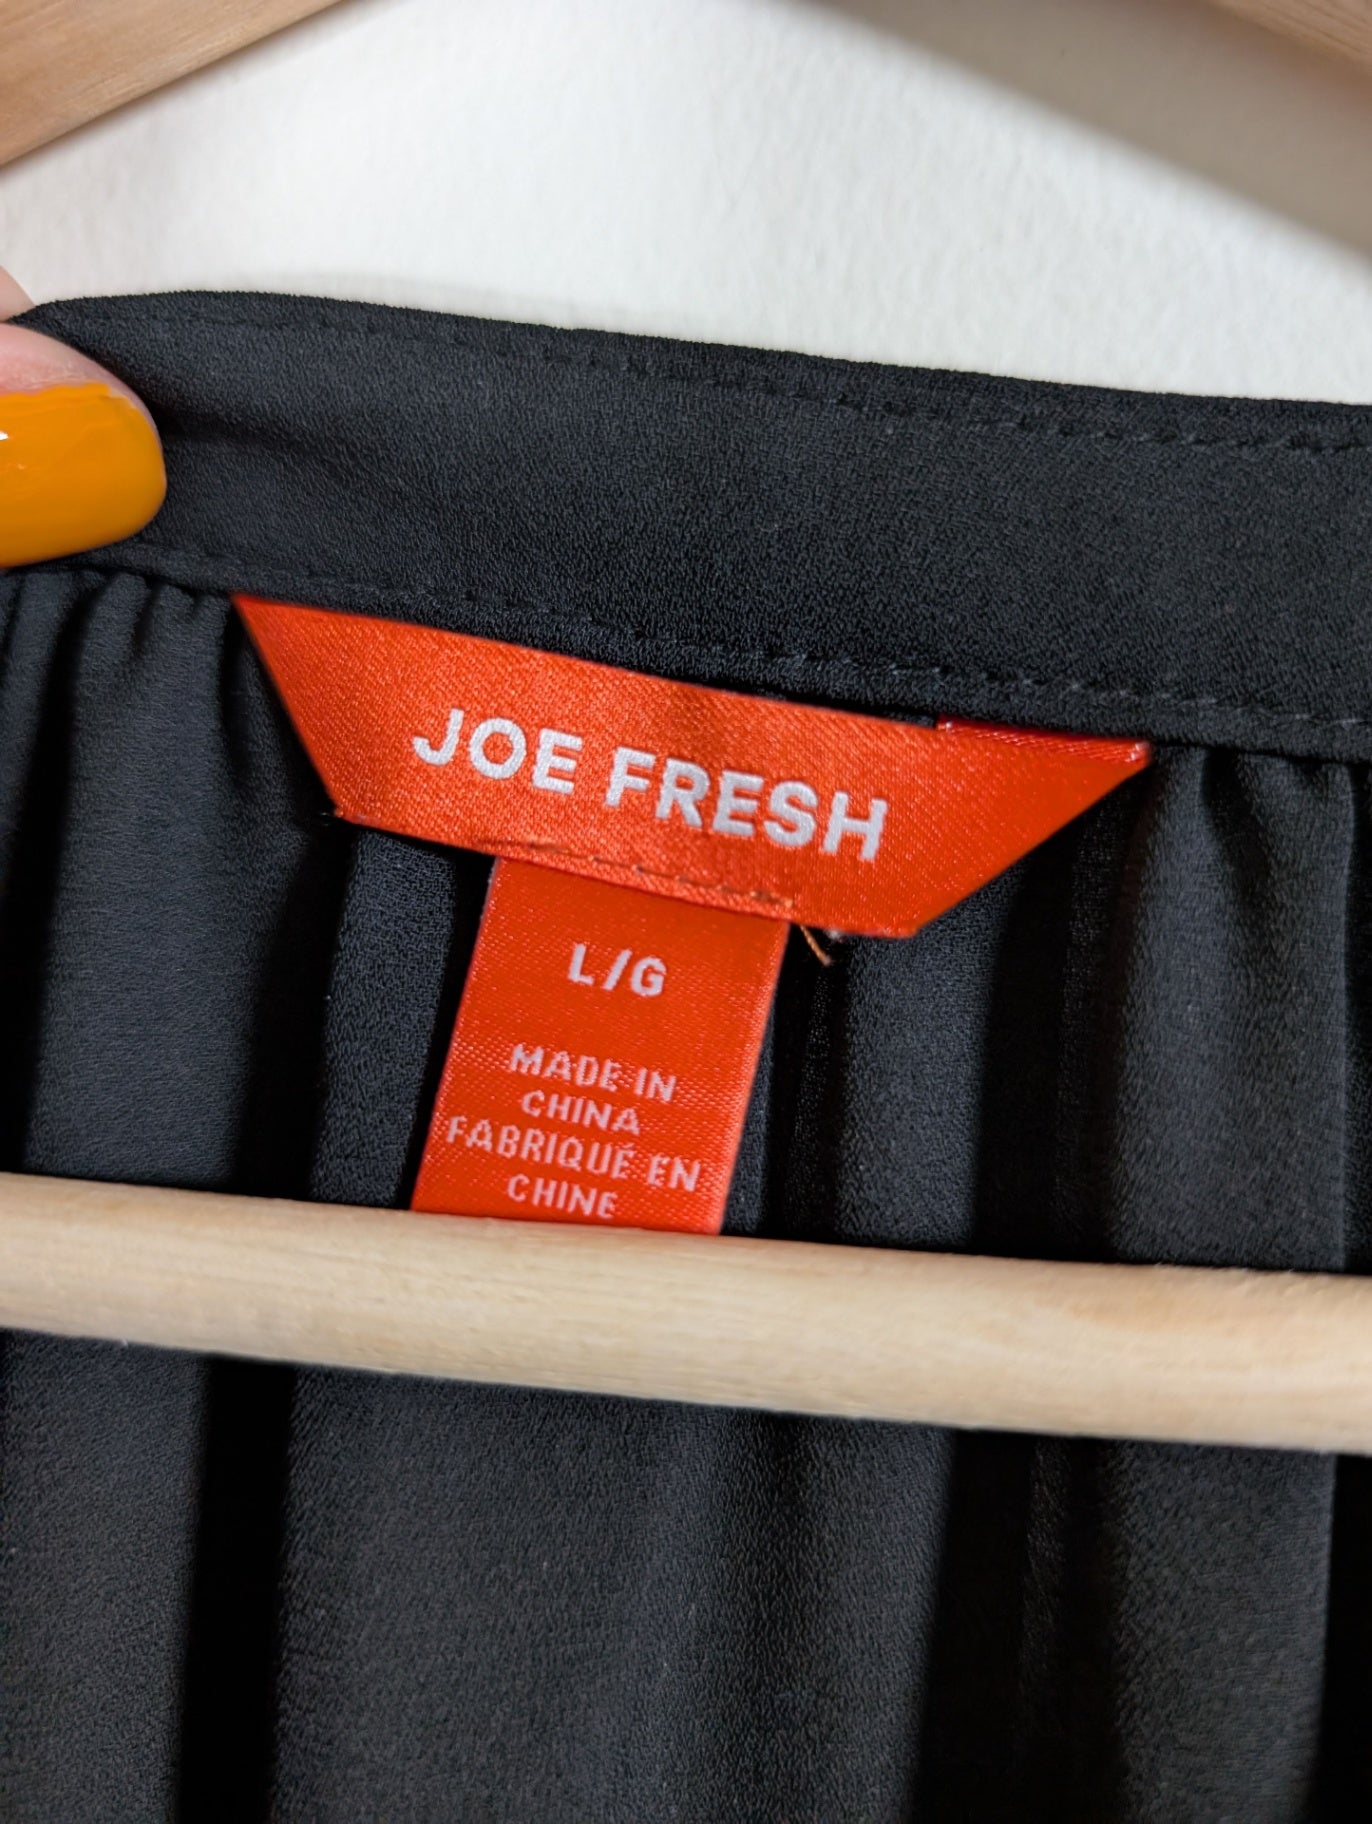 JOE FRESH
L/G
MADE IN
CHINA
FABRIQUÉ EN
CHINE